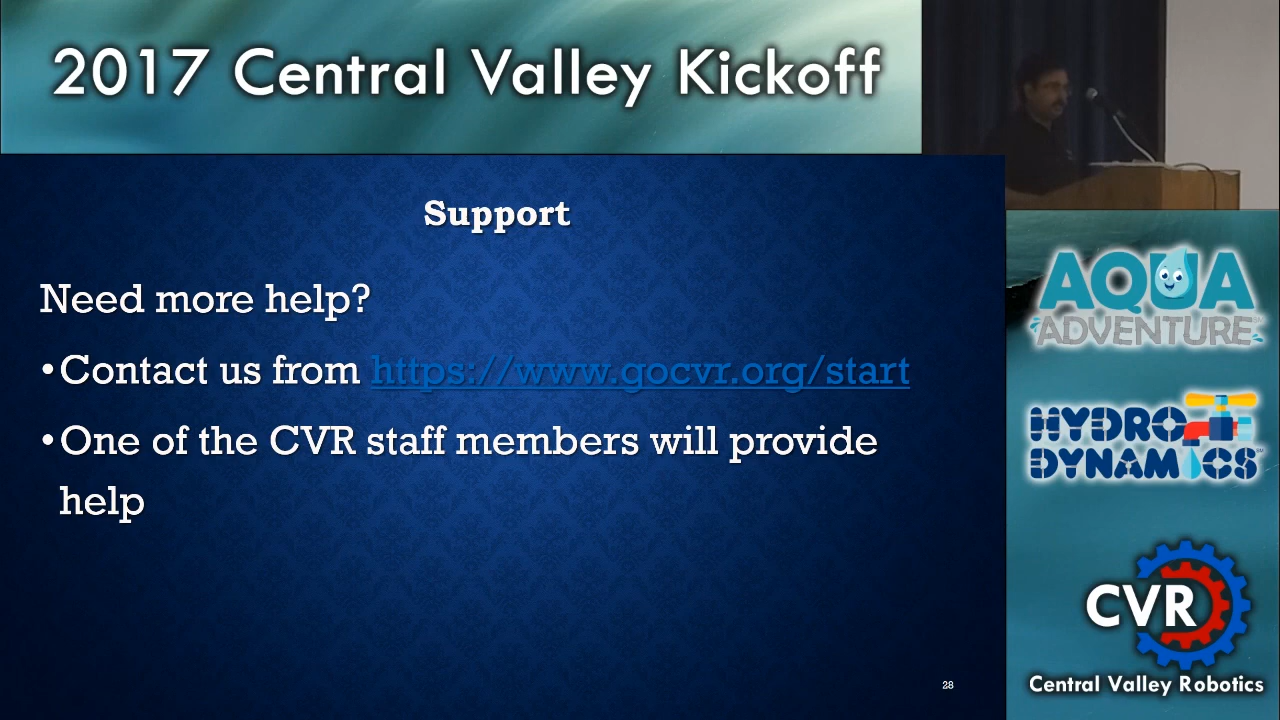 2017 Central Valley Kickoff
Support
Need more help?
•Contact us from https://www.gocvr.org/start
•One of the CVR staff members will provide
help
28
AQUA
ADVENTURE
HYDRO
DYNAMICS
CVR
Central Valley Robotics